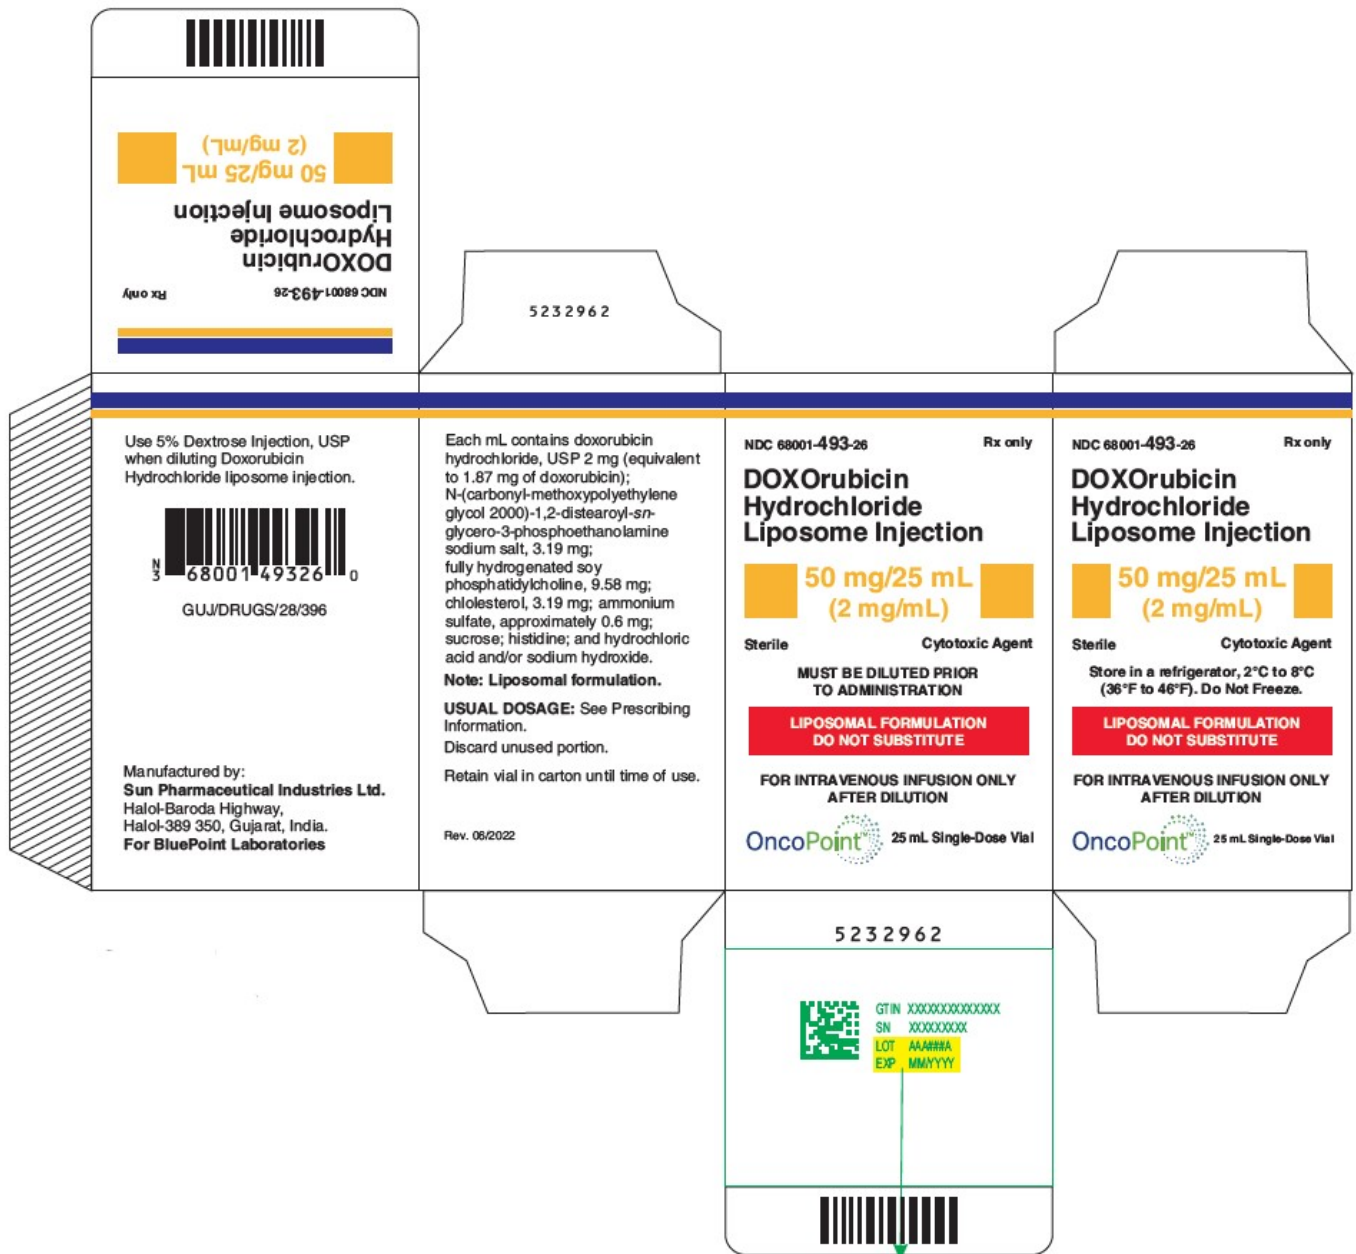 50 mg/25 mL
(2 mg/mL)
DOXOrubicin
Hydrochloride
Liposome Injection
NDC 68001-493-26 Rx only
5232962
Use 5% Dextrose Injection, USP
when diluting Doxorubicin
Hydrochloride liposome injection.
N
3 68001 49326 0
GUJ/DRUGS/28/396
Manufactured by:
Sun Pharmaceutical Industries Ltd.
Halol-Baroda Highway,
Halol-389 350, Gujarat, India.
For BluePoint Laboratories
Each mL contains doxorubicin
hydrochloride, USP 2 mg (equivalent
to 1.87 mg of doxorubicin);
N-(carbonyl-methoxypolyethylene
glycol 2000)-1,2-distearoyl-sn-
glycero-3-phosphoethanolamine
sodium salt, 3.19 mg;
fully hydrogenated soy
phosphatidylcholine, 9.58 mg;
chlolesterol, 3.19 mg; ammonium
sulfate, approximately 0.6 mg;
sucrose; histidine; and hydrochloric
acid and/or sodium hydroxide.
Note: Liposomal formulation.
USUAL DOSAGE: See Prescribing
Information.
Discard unused portion.
Retain vial in carton until time of use.
Rev. 06/2022
NDC 68001-493-26 Rx only
DOXOrubicin
Hydrochloride
Liposome Injection
50 mg/25 mL
(2 mg/mL)
Sterile Cytotoxic Agent
MUST BE DILUTED PRIOR
TO ADMINISTRATION
LIPOSOMAL FORMULATION
DO NOT SUBSTITUTE
FOR INTRAVENOUS INFUSION ONLY
AFTER DILUTION
OncoPoint™ 25 mL Single-Dose Vial
NDC 68001-493-26 Rx only
DOXOrubicin
Hydrochloride
Liposome Injection
50 mg/25 mL
(2 mg/mL)
Sterile Cytotoxic Agent
Store in a refrigerator, 2°C to 8°C
(36°F to 46°F). Do Not Freeze.
LIPOSOMAL FORMULATION
DO NOT SUBSTITUTE
FOR INTRAVENOUS INFUSION ONLY
AFTER DILUTION
OncoPoint™ 25 mL Single-Dose Vial
5232962
GTIN XXXXXXXXXXXXXX
SN XXXXXXXXX
LOT AAA###A
EXP MM/YYYY